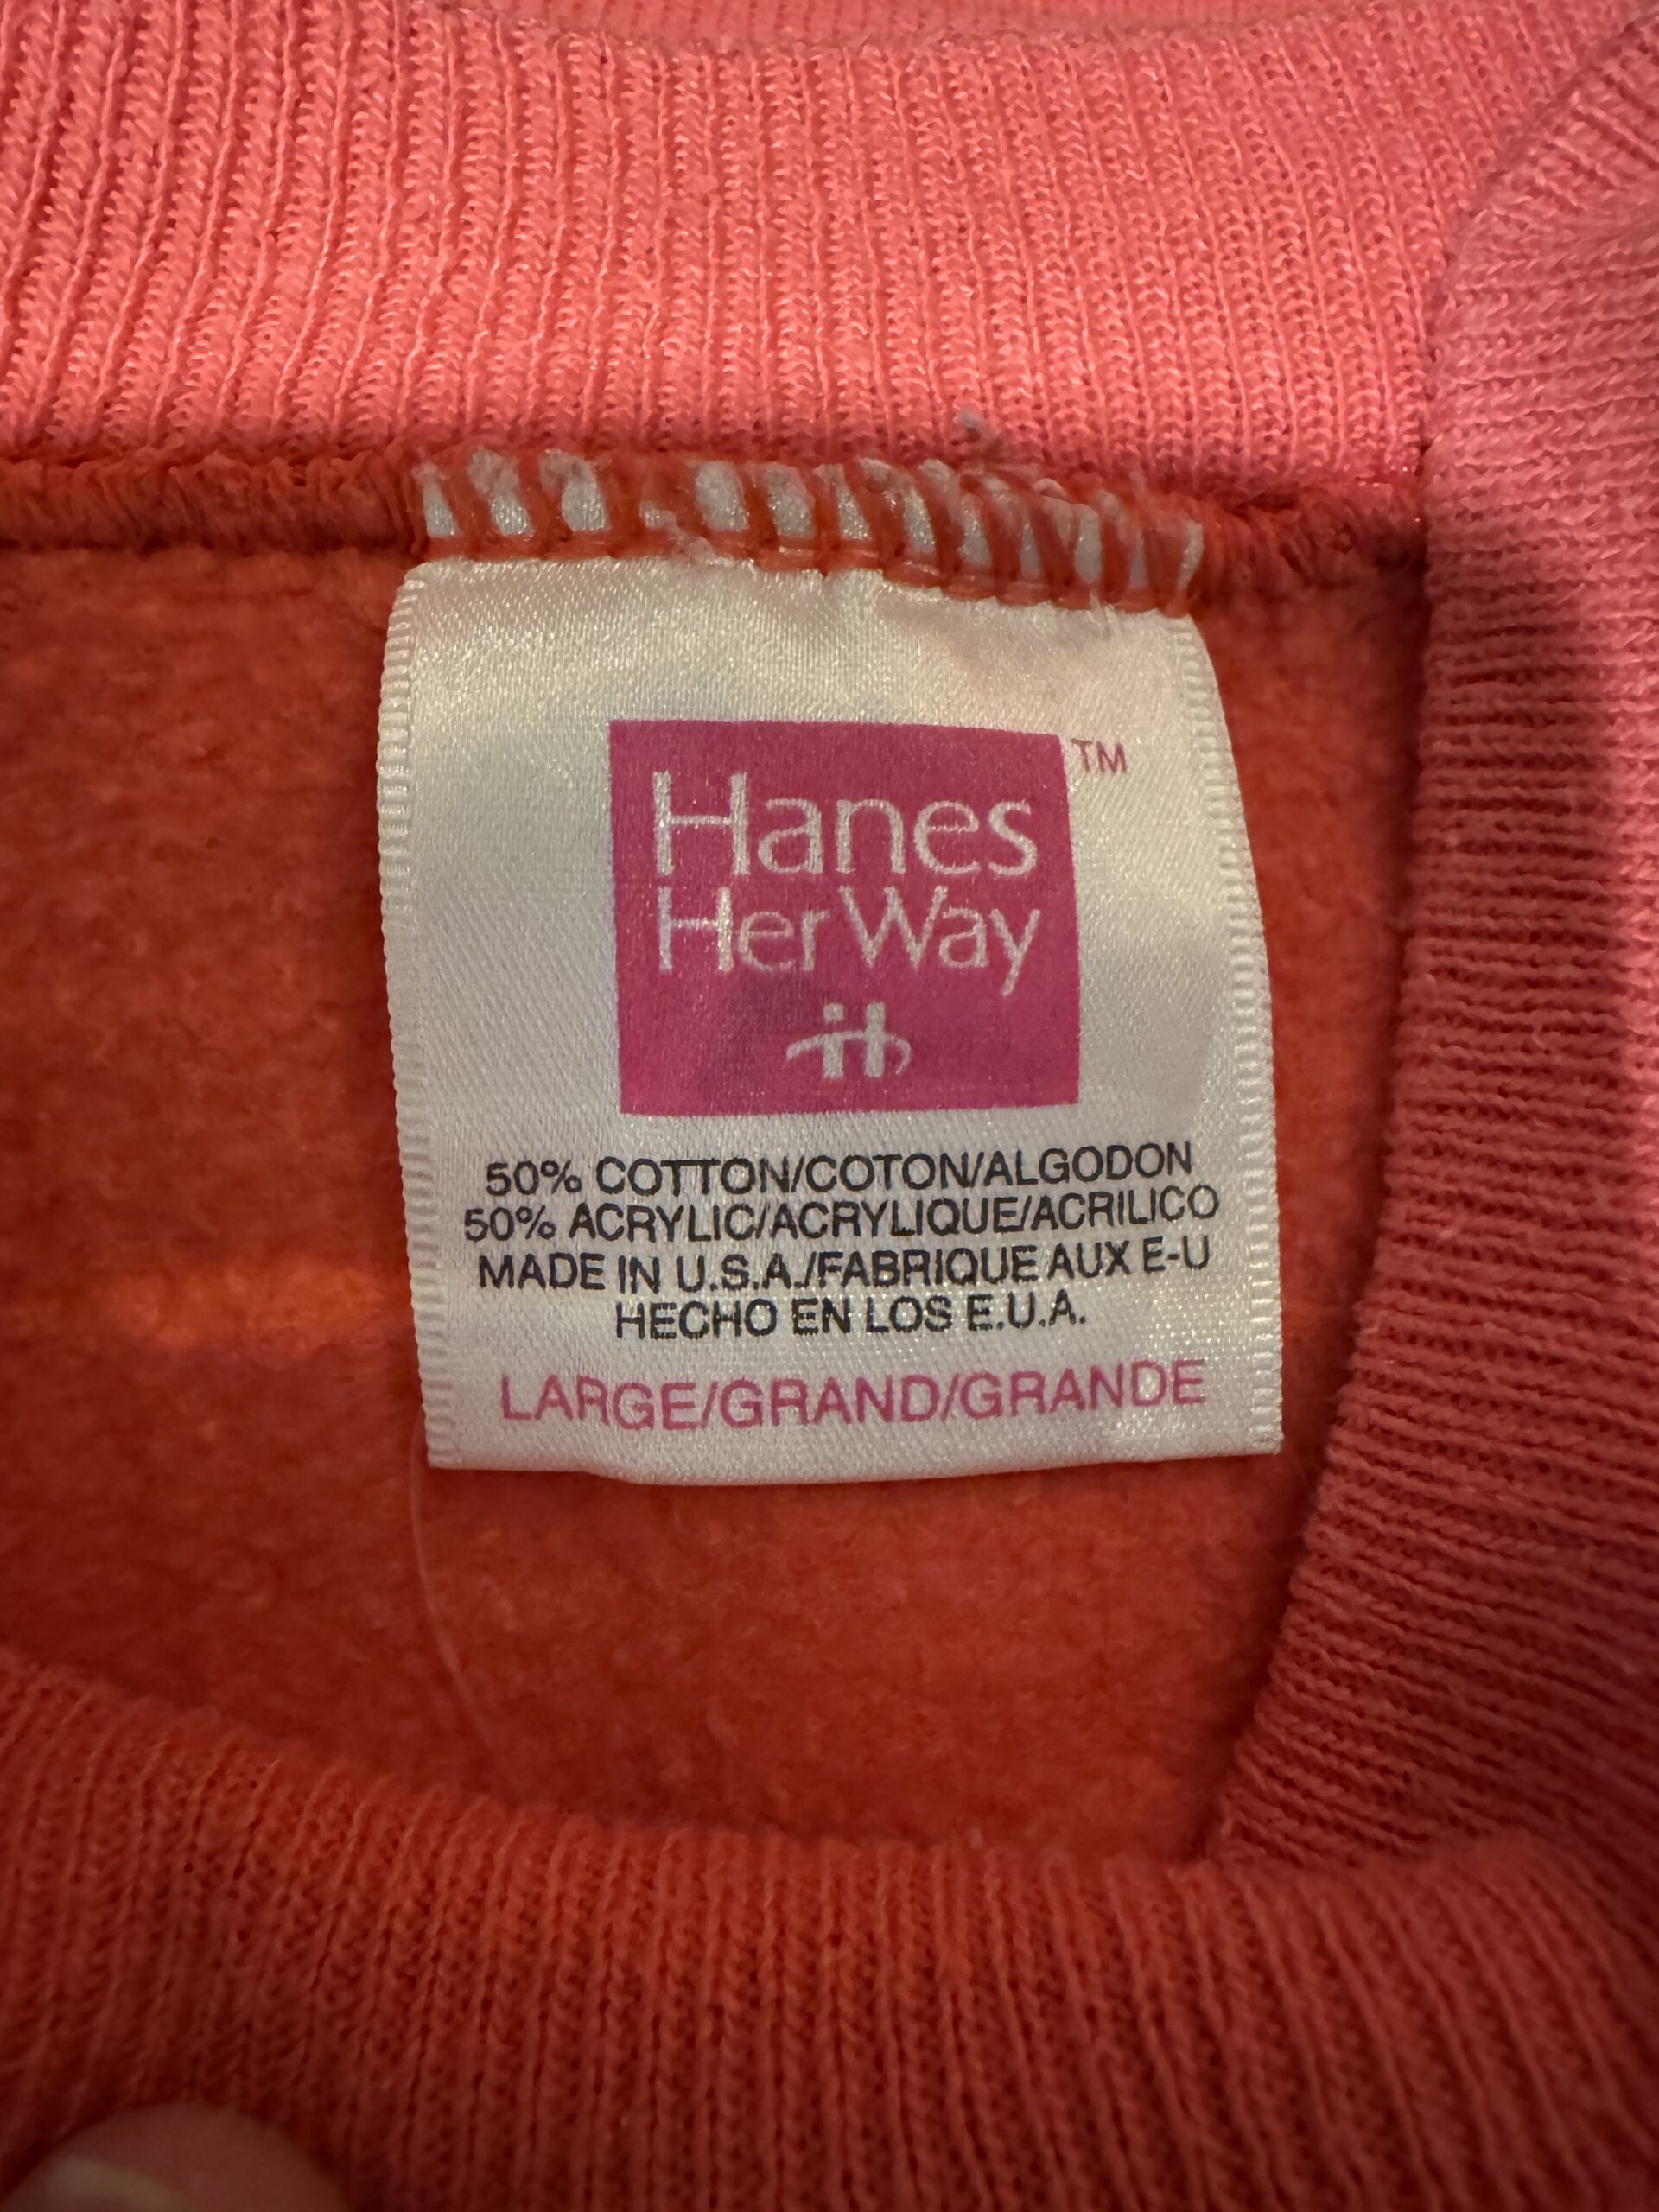 Hanes
Her Way
TM
50% COTTON/COTON/ALGODON
50% ACRYLIC/ACRYLIQUE/ACRILICO
MADE IN U.S.A./FABRIQUE AUX E-U
HECHO EN LOS E.U.A.
LARGE/GRAND/GRANDE